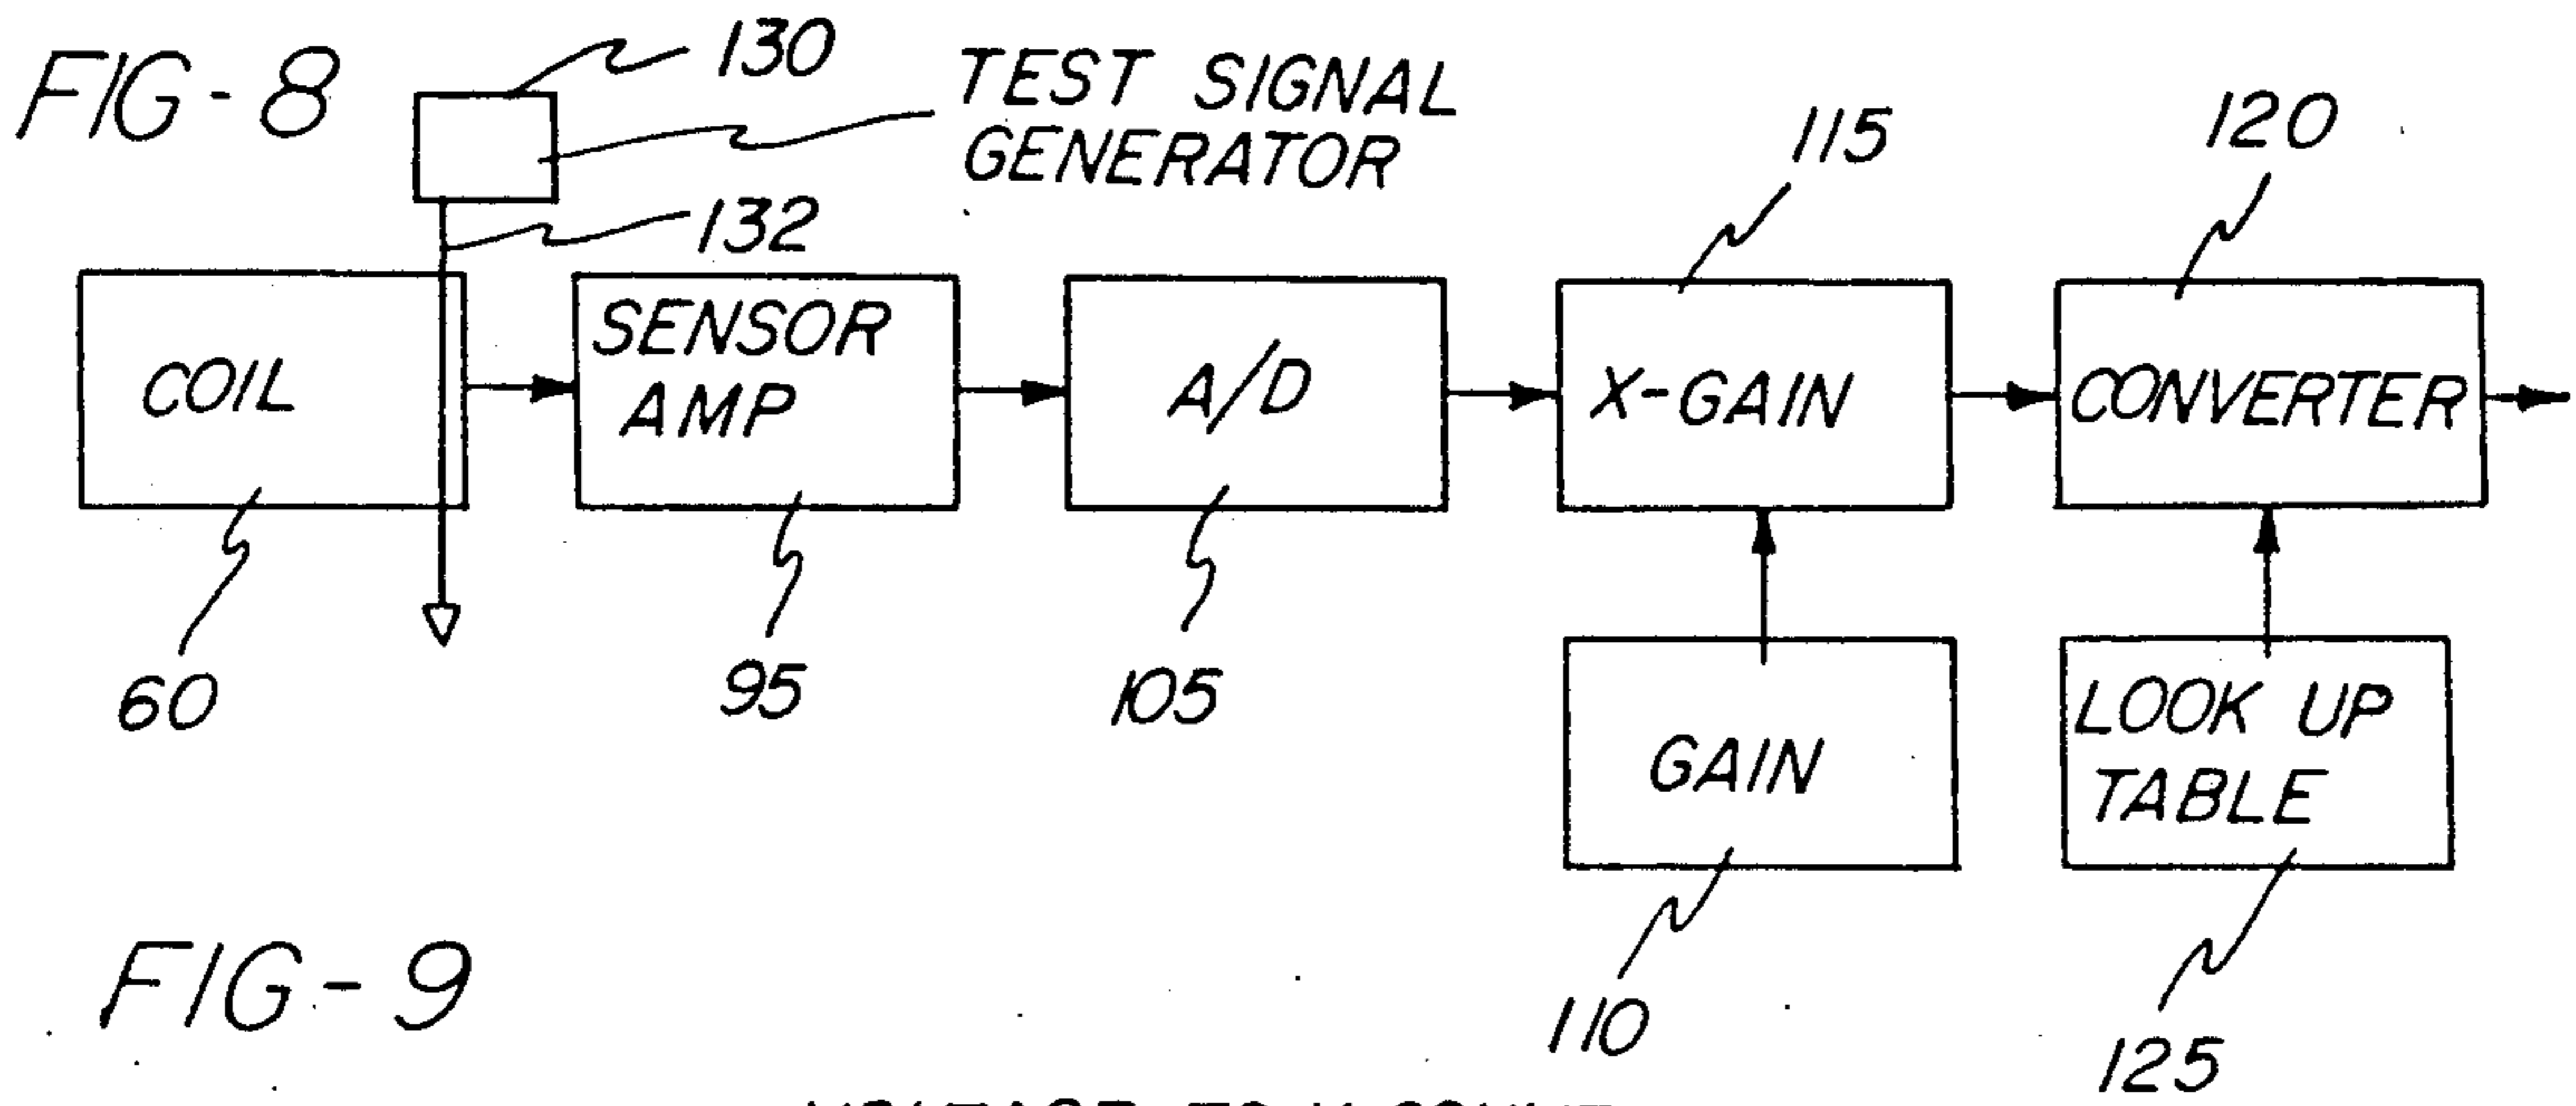 FIG-8
130
TEST SIGNAL
GENERATOR
132
115
120
COIL
SENSOR
AMP
A/D
X-GAIN
CONVERTER
60
95
105
GAIN
LOOK UP
TABLE
110
125
FIG-9